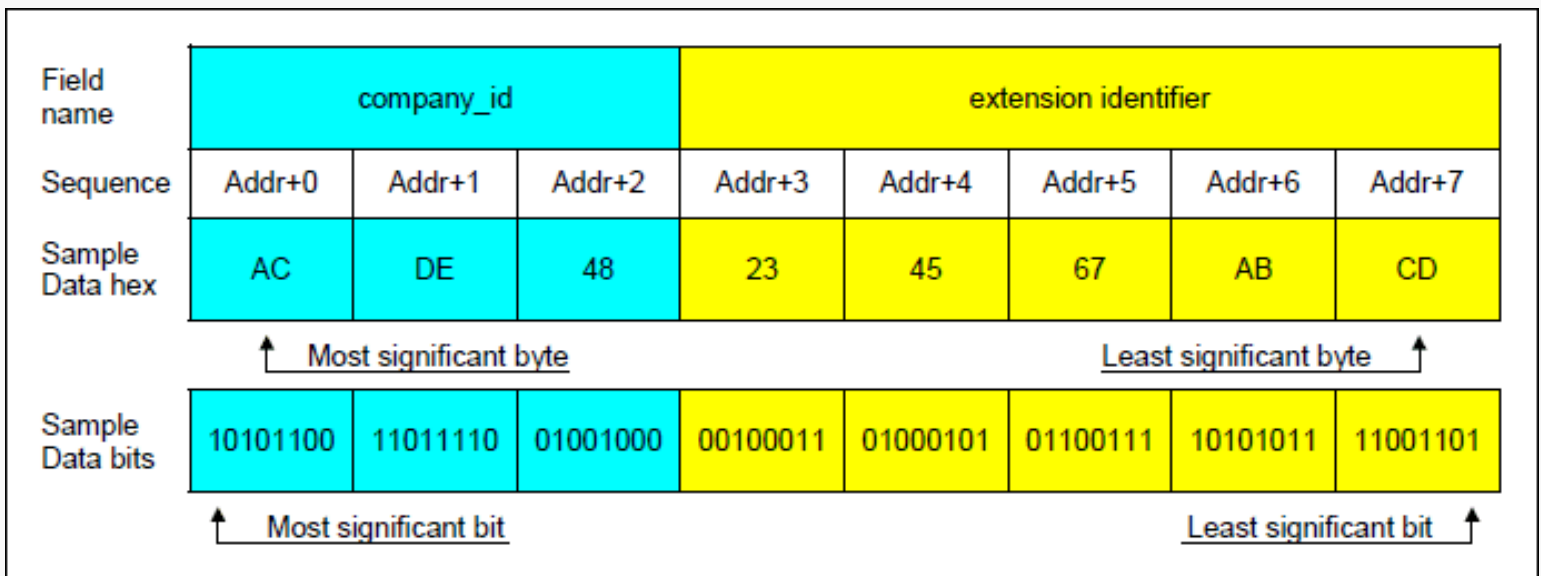 Field
name
company_id
extension identifier
Sequence
Addr+0
Addr+1
Addr+2
Addr+3
Addr+4
Addr+5
Addr+6
Addr+7
Sample
Data hex
AC
DE
48
23
45
67
AB
CD
Most significant byte
Least significant byte
Sample
Data bits
10101100
11011110
01001000
00100011
01000101
01100111
10101011
11001101
Most significant bit
Least significant bit